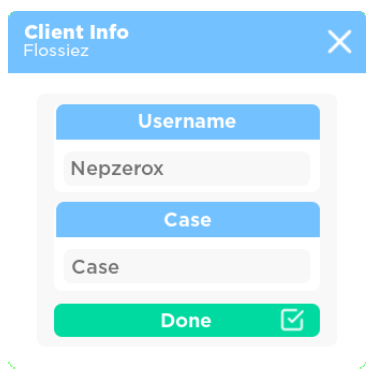 Client Info
Flossiez
Username
Nepzerox
Case
Case
Done